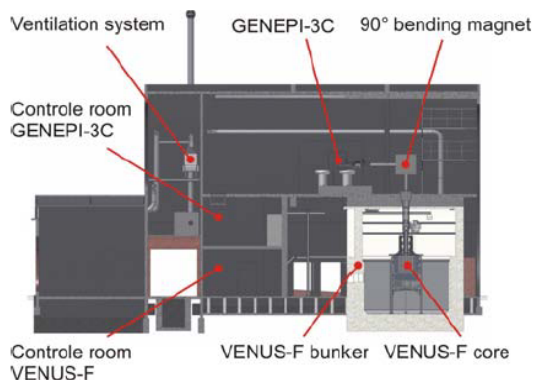 Ventilation system
GENEPI-3C
90° bending magnet
Controle room
GENEPI-3C
Controle room
VENUS-F
VENUS-F bunker
VENUS-F core